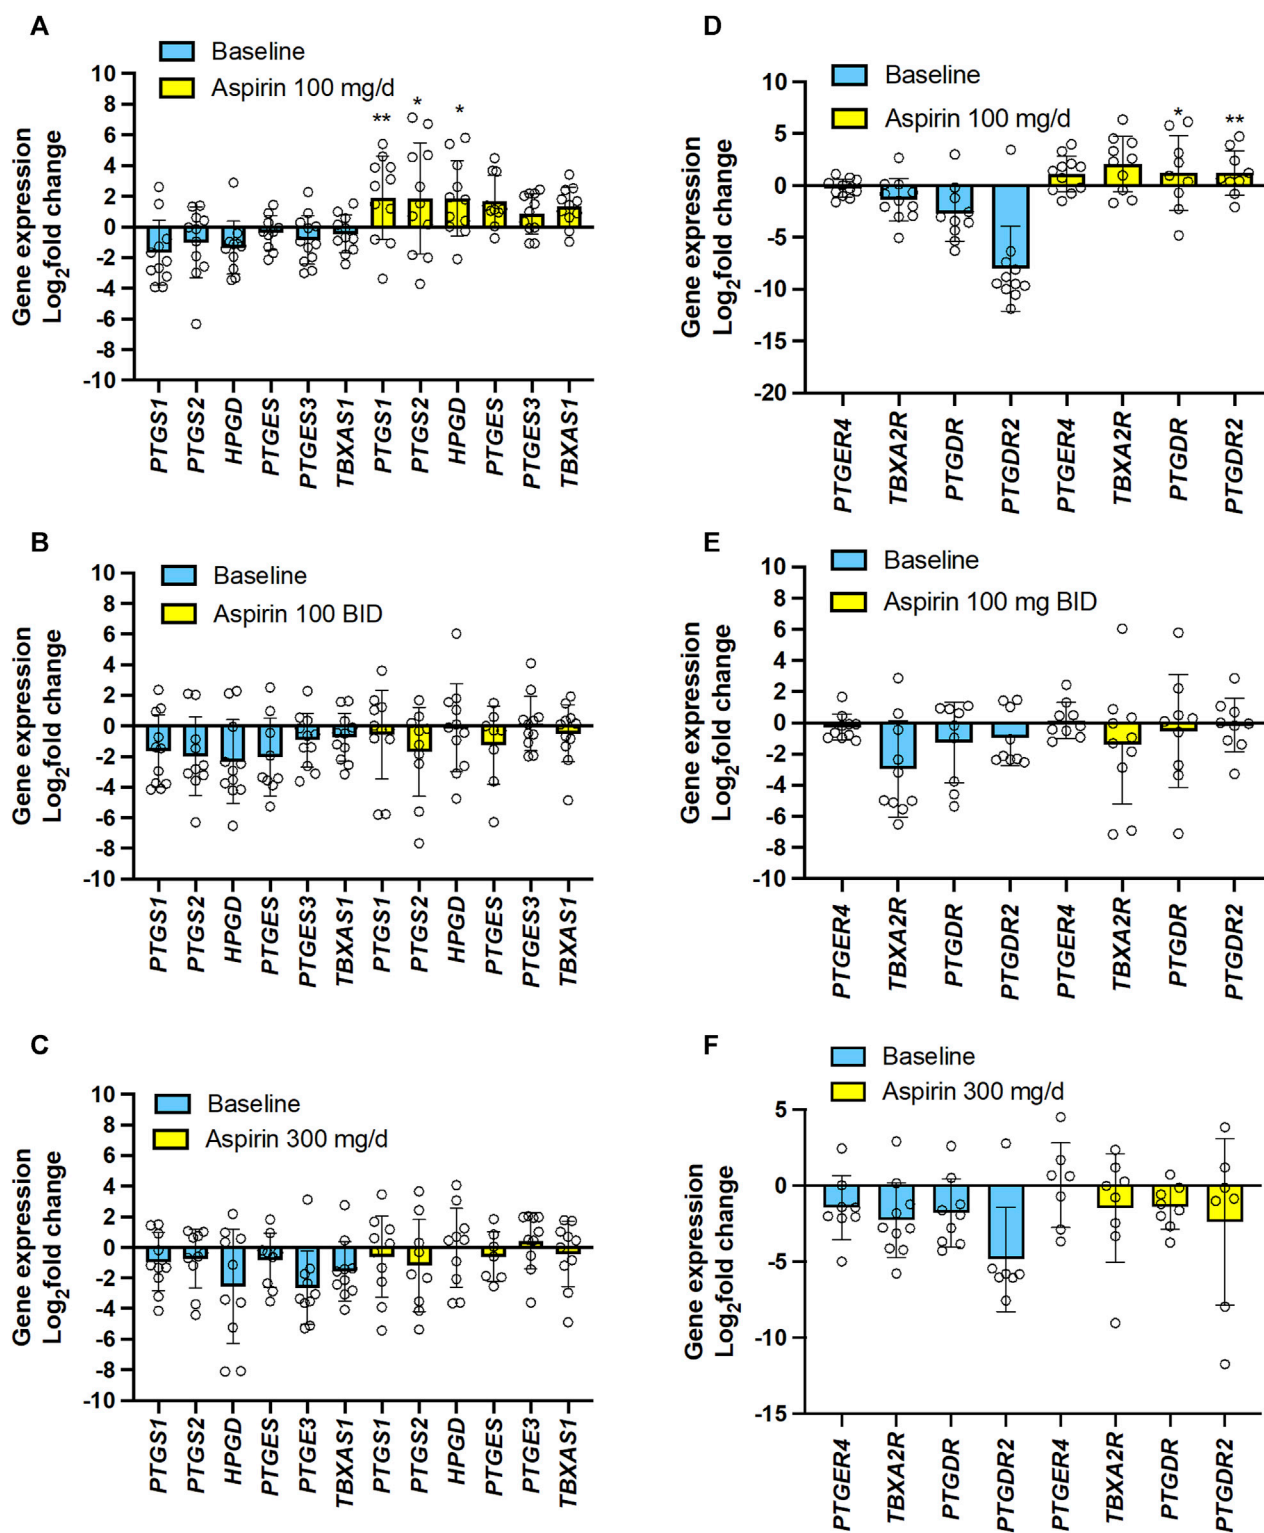 A
Baseline
Aspirin 100 mg/d
Gene expression
Log2fold change
10
8
6
4
2
0
-2
-4
-6
-8
-10
** * *
PTGS1 PTGS2 HPGD PTGES PTGES3 TBXAS1 PTGS1 PTGS2 HPGD PTGES PTGES3 TBXAS1
D
Baseline
Aspirin 100 mg/d
Gene expression
Log2fold change
10
5
0
-5
-10
-15
-20
* **
PTGER4 TBXA2R PTGDR PTGDR2 PTGER4 TBXA2R PTGDR PTGDR2
B
Baseline
Aspirin 100 BID
Gene expression
Log2fold change
10
8
6
4
2
0
-2
-4
-6
-8
-10
PTGS1 PTGS2 HPGD PTGES PTGES3 TBXAS1 PTGS1 PTGS2 HPGD PTGES PTGES3 TBXAS1
E
Baseline
Aspirin 100 mg BID
Gene expression
Log2fold change
10
8
6
4
2
0
-2
-4
-6
-8
-10
PTGER4 TBXA2R PTGDR PTGDR2 PTGER4 TBXA2R PTGDR PTGDR2
C
Baseline
Aspirin 300 mg/d
Gene expression
Log2fold change
10
8
6
4
2
0
-2
-4
-6
-8
-10
PTGS1 PTGS2 HPGD PTGES PTGE3 TBXAS1 PTGS1 PTGS2 HPGD PTGES PTGE3 TBXAS1
F
Baseline
Aspirin 300 mg/d
Gene expression
Log2fold change
5
0
-5
-10
-15
PTGER4 TBXA2R PTGDR PTGDR2 PTGER4 TBXA2R PTGDR PTGDR2